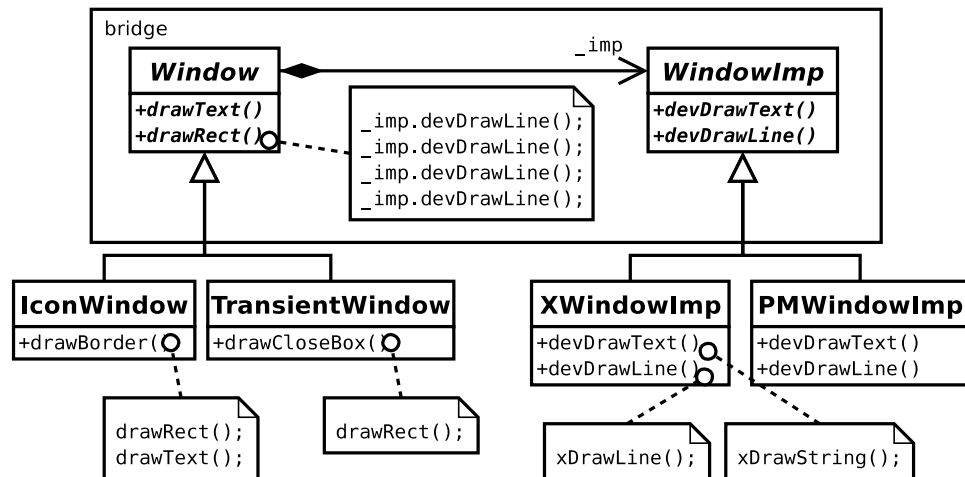 bridge
Window
+drawText()
+drawRect()
_imp
WindowImp
+devDrawText()
+devDrawLine()
_imp.devDrawLine();
_imp.devDrawLine();
_imp.devDrawLine();
_imp.devDrawLine();
IconWindow
+drawBorder()
TransientWindow
+drawCloseBox()
XWindowImp
+devDrawText()
+devDrawLine()
PMWindowImp
+devDrawText()
+devDrawLine()
drawRect();
drawText();
drawRect();
xDrawLine();
xDrawString();